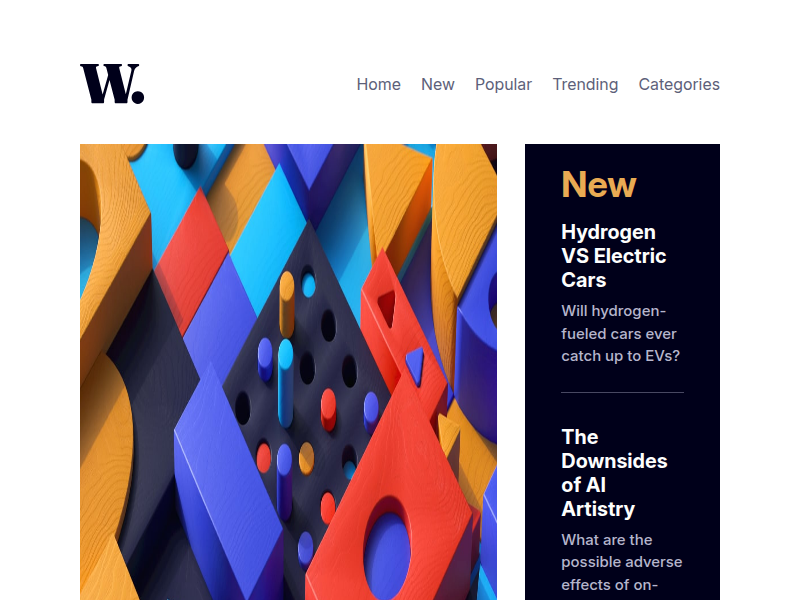 W.
Home New Popular Trending Categories
New
Hydrogen
VS Electric
Cars
Will hydrogen-
fueled cars ever
catch up to EVs?
The
Downsides
of AI
Artistry
What are the
possible adverse
effects of on-